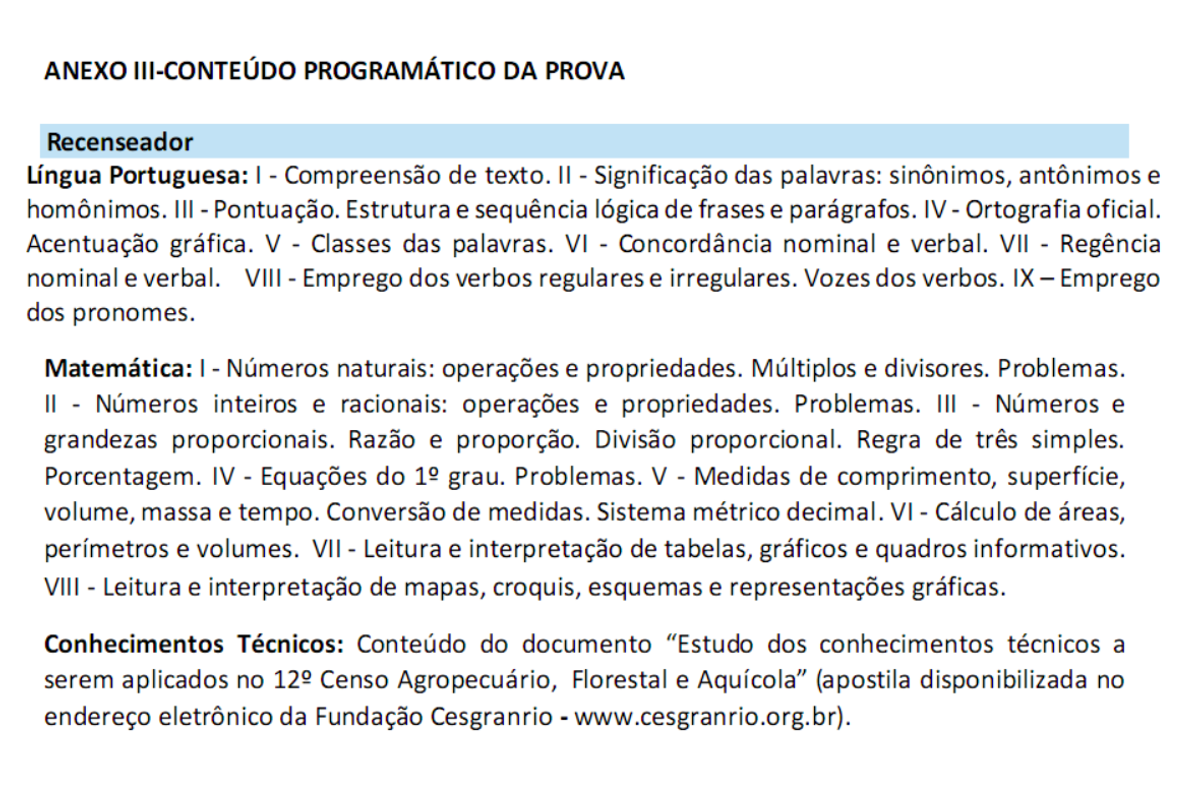 ANEXO III-CONTEÚDO PROGRAMÁTICO DA PROVA
Recenseador
Língua Portuguesa: I - Compreensão de texto. II - Significação das palavras: sinônimos, antônimos e
homônimos. III - Pontuação. Estrutura e sequência lógica de frases e parágrafos. IV - Ortografia oficial.
Acentuação gráfica. V - Classes das palavras. VI - Concordância nominal e verbal. VII - Regência
nominal e verbal. VIII - Emprego dos verbos regulares e irregulares. Vozes dos verbos. IX – Emprego
dos pronomes.
Matemática: I - Números naturais: operações e propriedades. Múltiplos e divisores. Problemas.
II - Números inteiros e racionais: operações e propriedades. Problemas. III - Números e
grandezas proporcionais. Razão e proporção. Divisão proporcional. Regra de três simples.
Porcentagem. IV - Equações do 1º grau. Problemas. V - Medidas de comprimento, superfície,
volume, massa e tempo. Conversão de medidas. Sistema métrico decimal. VI - Cálculo de áreas,
perímetros e volumes. VII - Leitura e interpretação de tabelas, gráficos e quadros informativos.
VIII - Leitura e interpretação de mapas, croquis, esquemas e representações gráficas.
Conhecimentos Técnicos: Conteúdo do documento “Estudo dos conhecimentos técnicos a
serem aplicados no 12º Censo Agropecuário, Florestal e Aquícola” (apostila disponibilizada no
endereço eletrônico da Fundação Cesgranrio - www.cesgranrio.org.br).